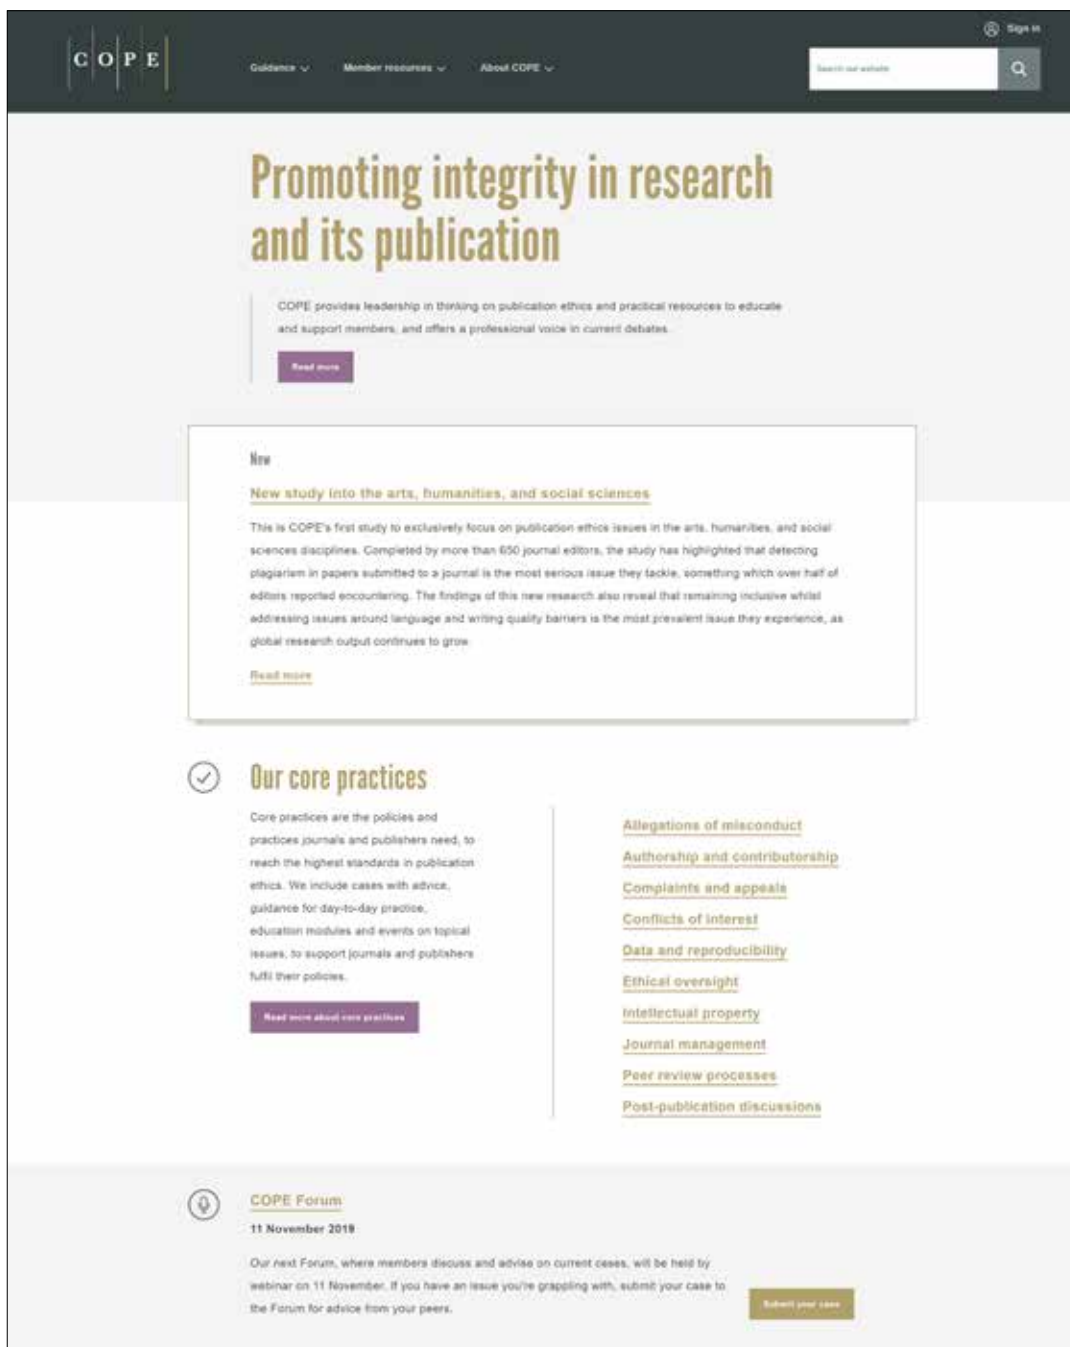 Sign in
COPE
Guidance
Member resources
About COPE
Search our website
Promoting integrity in research
and its publication
COPE provides leadership in thinking on publication ethics and practical resources to educate
and support members, and offers a professional voice in current debates.
Read more
New
New study into the arts, humanities, and social sciences
This is COPE's first study to exclusively focus on publication ethics issues in the arts, humanities, and social
sciences disciplines. Completed by more than 650 journal editors, the study has highlighted that detecting
plagiarism in papers submitted to a journal is the most serious issue they tackle, something which over half of
editors reported encountering. The findings of this new research also reveal that remaining inclusive whilst
addressing issues around language and writing quality barriers is the most prevalent issue they experience, as
global research output continues to grow.
Read more
Our core practices
Core practices are the policies and
practices journals and publishers need, to
reach the highest standards in publication
ethics. We include cases with advice,
guidance for day-to-day practice,
education modules and events on topical
issues, to support journals and publishers
fulfil their policies.
Read more about core practices
Allegations of misconduct
Authorship and contributorship
Complaints and appeals
Conflicts of interest
Data and reproducibility
Ethical oversight
Intellectual property
Journal management
Peer review processes
Post-publication discussions
COPE Forum
11 November 2019
Our next Forum, where members discuss and advise on current cases, will be held by
webinar on 11 November. If you have an issue you're grappling with, submit your case to
the Forum for advice from your peers.
Submit your case